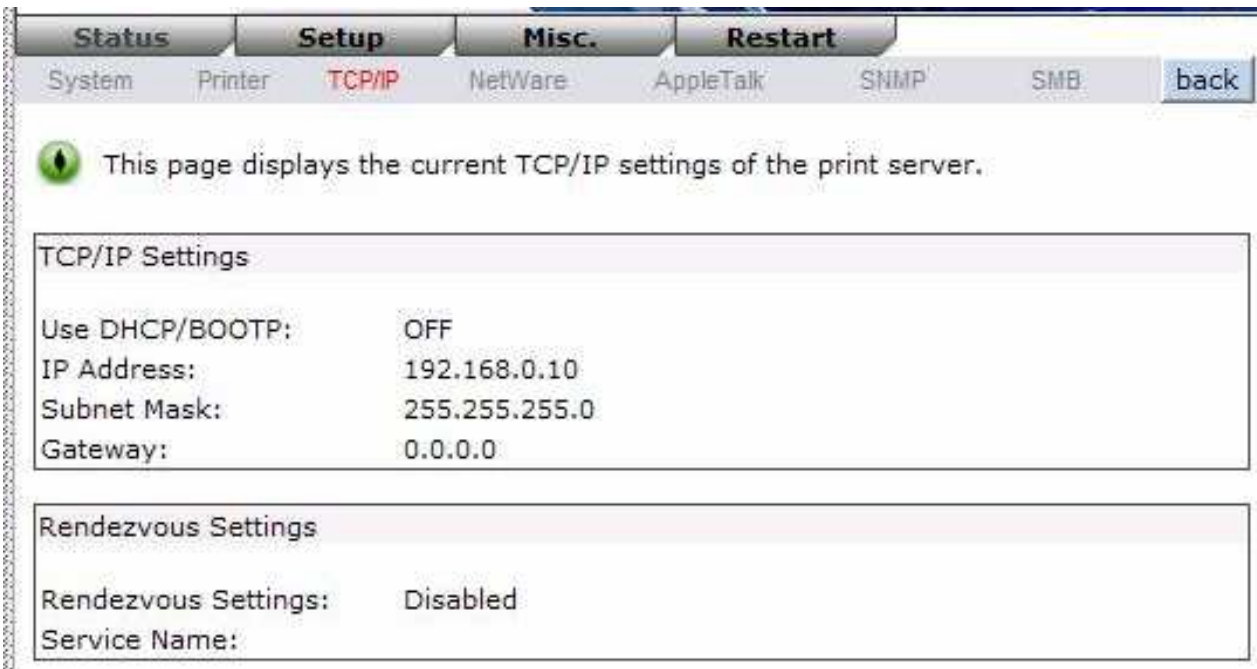 Status Setup Misc. Restart
System Printer TCP/IP NetWare AppleTalk SNMP SMB back
This page displays the current TCP/IP settings of the print server.
TCP/IP Settings
Use DHCP/BOOTP: OFF
IP Address: 192.168.0.10
Subnet Mask: 255.255.255.0
Gateway: 0.0.0.0
Rendezvous Settings
Rendezvous Settings: Disabled
Service Name: